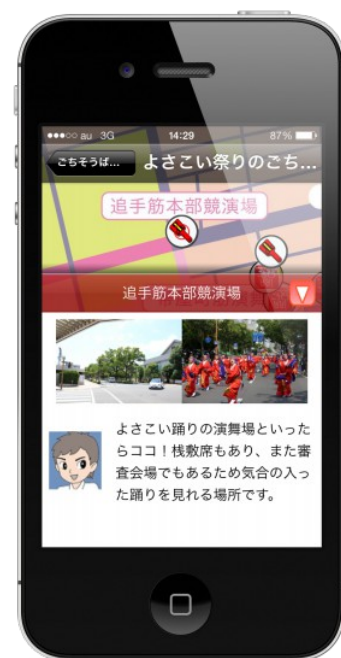 au 3G 14:29 87%
ごちそうば... よさこい祭りのごち...
追手筋本部競演場
追手筋本部競演場
よさこい踊りの演舞場といった
らココ！桟敷席もあり、また審
査会場でもあるため気合の入っ
た踊りを見れる場所です。